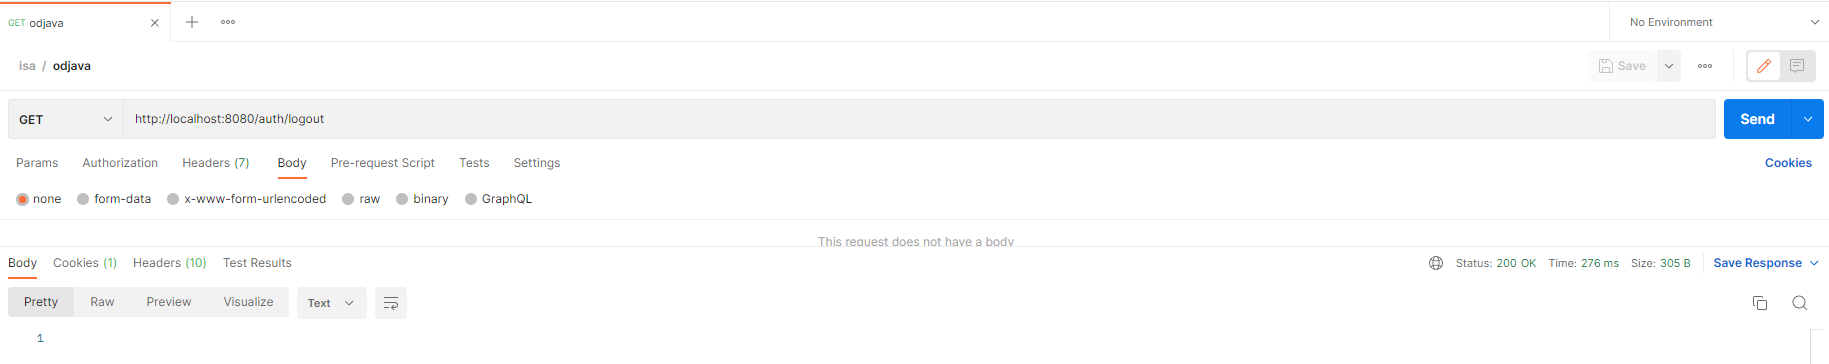 GET odjava
No Environment
isa / odjava
Save
GET http://localhost:8080/auth/logout Send
Params Authorization Headers (7) Body Pre-request Script Tests Settings Cookies
none form-data x-www-form-urlencoded raw binary GraphQL
This request does not have a body
Body Cookies (1) Headers (10) Test Results Status: 200 OK Time: 276 ms Size: 305 B Save Response
Pretty Raw Preview Visualize Text
1